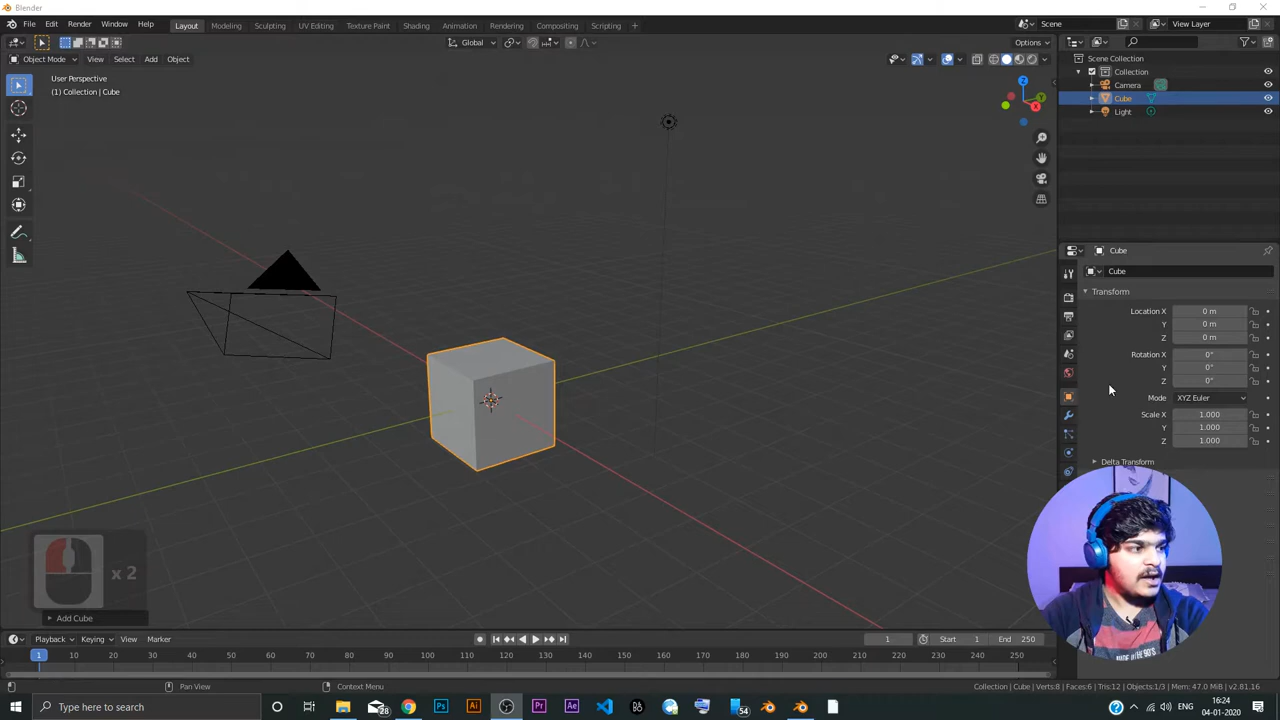 Blender
File Edit Render Window Help Layout Modeling Sculpting UV Editing Texture Paint Shading Animation Rendering Compositing Scripting + Scene View Layer
Global Options
Object Mode View Select Add Object
User Perspective
(1) Collection | Cube
Z
Y
X
Scene Collection
Collection
Camera
Cube
Light
Cube
Cube
Transform
Location X 0 m
Y 0 m
Z 0 m
Rotation X 0°
Y 0°
Z 0°
Mode XYZ Euler
Scale X 1.000
Y 1.000
Z 1.000
Delta Transform
x 2
Add Cube
Playback Keying View Marker 1 Start 1 End 250
1 10 20 30 40 50 60 70 80 90 100 110 120 130 140 150 160 170 180 190 200 210 220 230 240 250
Pan View Context Menu Collection | Cube | Verts:8 | Faces:6 | Tris:12 | Objects:1/3 | Mem: 47.0 MiB | v2.81.16
Type here to search 28 Ps Ai Pr Ae 54 16:24
04-01-2020